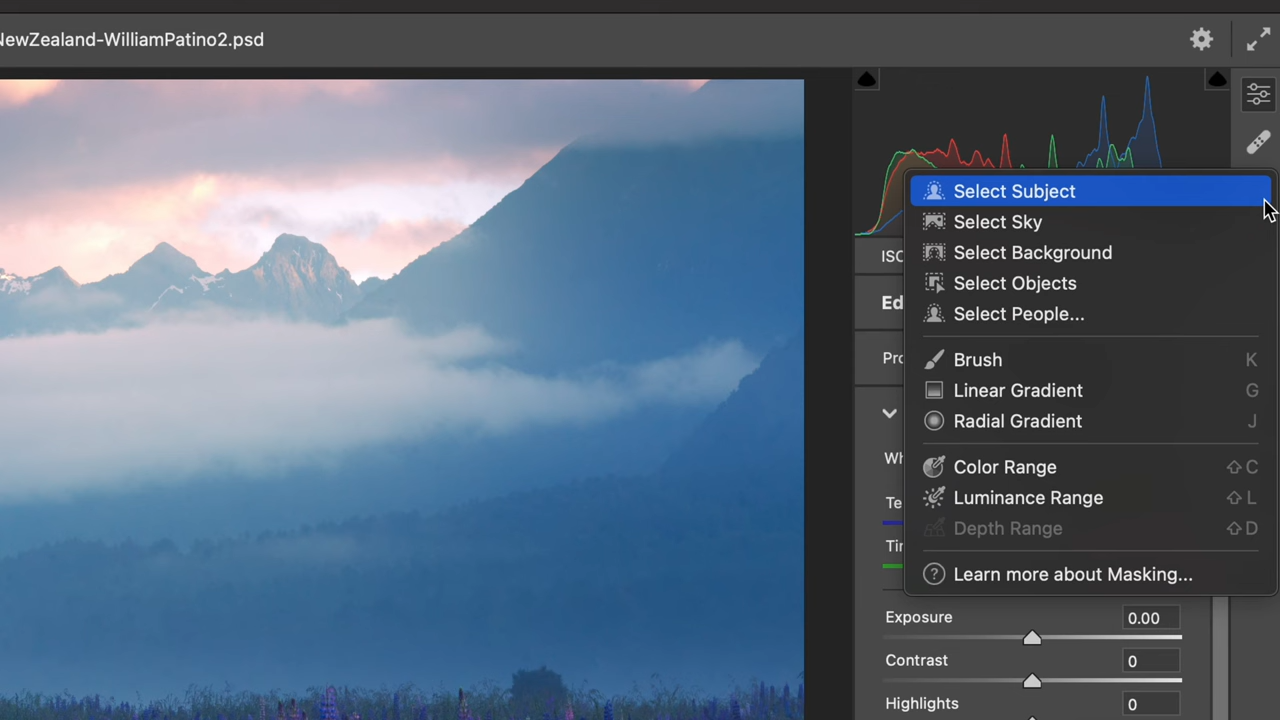 NewZealand-WilliamPatino2.psd
Select Subject
Select Sky
Select Background
ISO
Select Objects
Ed
Select People...
Pro
Brush K
Linear Gradient G
Radial Gradient J
Wh
Color Range ⇧ C
Te
Luminance Range ⇧ L
Depth Range ⇧ D
Tin
? Learn more about Masking...
Exposure 0.00
Contrast 0
Highlights 0